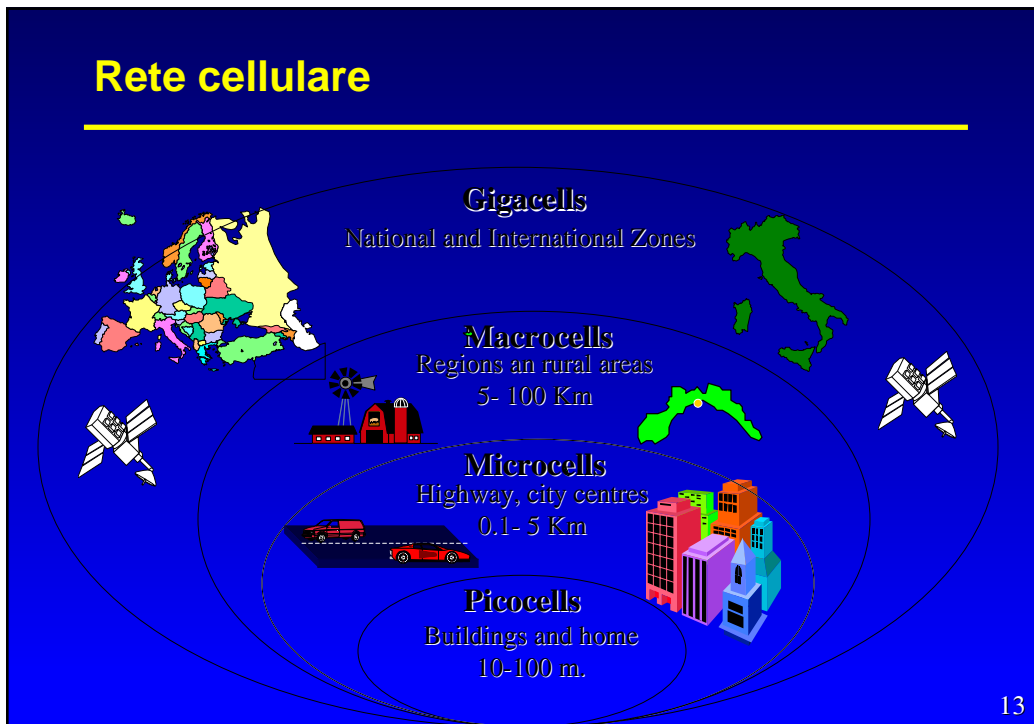 Rete cellulare
Gigacells
National and International Zones
Macrocells
Regions an rural areas
5- 100 Km
Microcells
Highway, city centres
0.1- 5 Km
Picocells
Buildings and home
10-100 m.
13